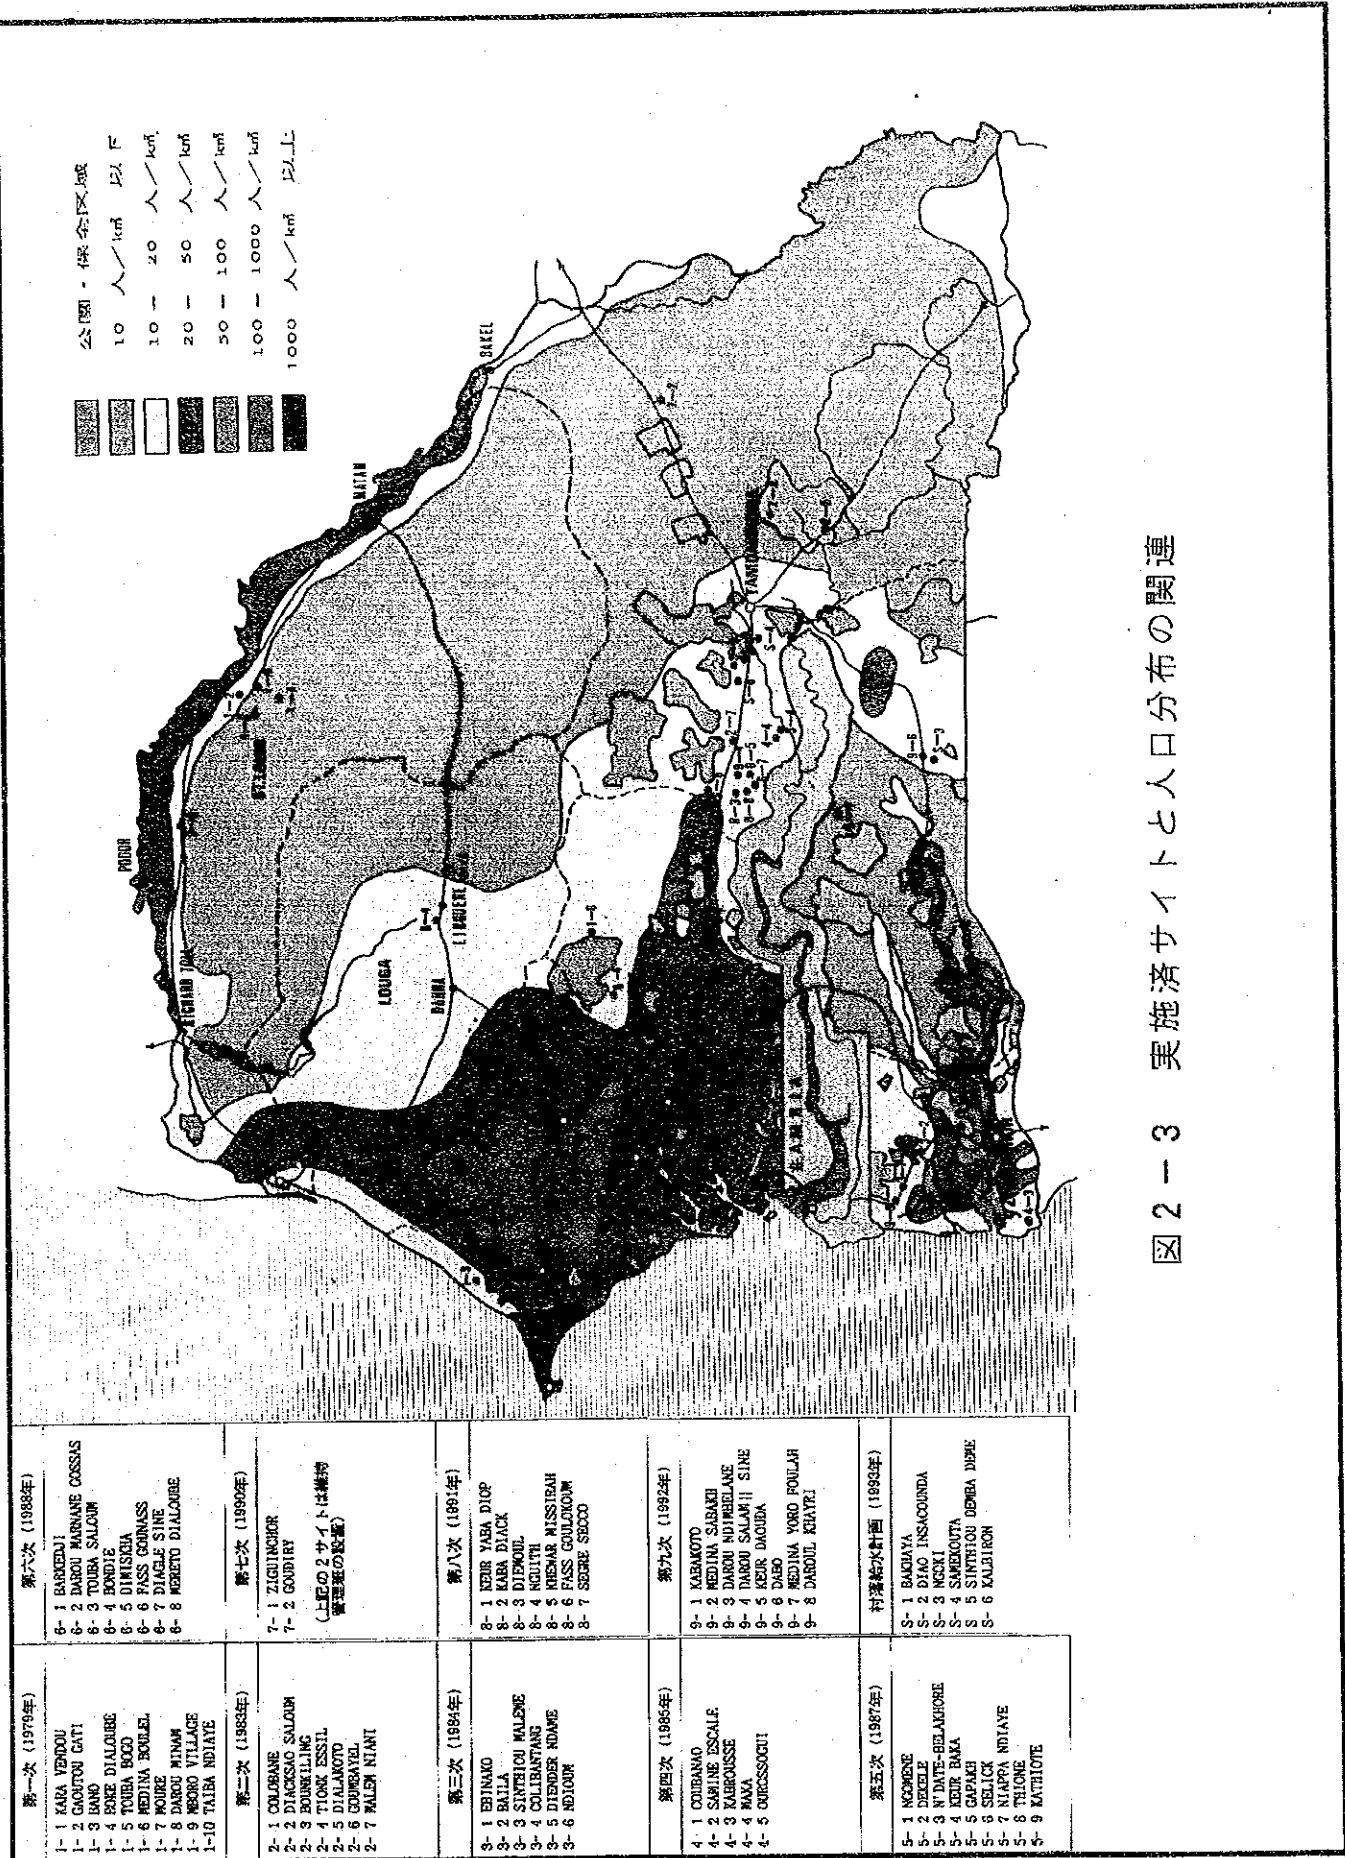 公園・保全区域
10 人/km² 以下
10 − 20 人/km²
20 − 50 人/km²
50 − 100 人/km²
100 − 1000 人/km²
1000 人/km² 以上
PODOR
RICHARD TOLL
MATAM
BAKEL
LOUGA
DAHRA
LINGUERE
GAMBIA
第一次 (1979年)
1- 1 KARA VENDOU
1- 2 GAOUTOU GATI
1- 3 BANO
1- 4 BOKE DIALOUBE
1- 5 TOUBA BOGO
1- 6 MEDINA BOULEL
1- 7 MOURE
1- 8 DAROU MINAM
1- 9 MBORO VILLAGE
1-10 TAIBA NDIAYE
第二次 (1983年)
2- 1 COLOBANE
2- 2 DIACKSAO SALOUM
2- 3 BOUNKILING
2- 4 TIONK ESSIL
2- 5 DIALAKOTO
2- 6 GOUMBAYEL
2- 7 MALEM NIANI
第三次 (1984年)
3- 1 EBINAKO
3- 2 BAILA
3- 3 SINTHIOU MALEME
3- 4 COLIBANTANG
3- 5 DIENDER NDAME
3- 6 NDIOUM
第四次 (1985年)
4- 1 COUBANAO
4- 2 SAMINE ESCALE
4- 3 KABROUSSE
4- 4 MAKA
4- 5 OUROSSOGUI
第五次 (1987年)
5- 1 NGOMENE
5- 2 DEKELE
5- 3 N'DATE-BELAKHORE
5- 4 KEUR BAKA
5- 5 GAPAKH
5- 6 SELICK
5- 7 NIAPPA NDIAYE
5- 8 THIONE
5- 9 KATHIOTE
第六次 (1988年)
6- 1 BARKEDJI
6- 2 DAROU MARNANE COSSAS
6- 3 TOUBA SALOUM
6- 4 BONDIE
6- 5 DIMISKHA
6- 6 PASS GOUNASS
6- 7 DIAGLE SINE
6- 8 MERETO DIALOUBE
第七次 (1990年)
7- 1 ZIGUINCHOR
7- 2 GOUDIRY
(上記の2サイトは維持
管理班の設置)
第八次 (1991年)
8- 1 KEUR YABA DIOP
8- 2 KABA DIACK
8- 3 DIEMOUL
8- 4 NGUITH
8- 5 KHEWAR MISSIRAH
8- 6 PASS GOULOKOUM
8- 7 SEGRE SECCO
第九次 (1992年)
9- 1 KABAKOTO
9- 2 MEDINA SABAKH
9- 3 DAROU NDIMBELANE
9- 4 DAROU SALAM II SINE
9- 5 KEUR DAOUDA
9- 6 DABO
9- 7 MEDINA YORO FOULAH
9- 8 DAROUL KHAYRI
村落給水計画 (1993年)
S- 1 BAKHAYA
S- 2 DIAO INSACOUNDA
S- 3 NGOKI
S- 4 SAMEKOUTA
S- 5 SINTHIOU DEMBA DEME
S- 6 KALBIRON
図2−3 実施済サイトと人口分布の関連